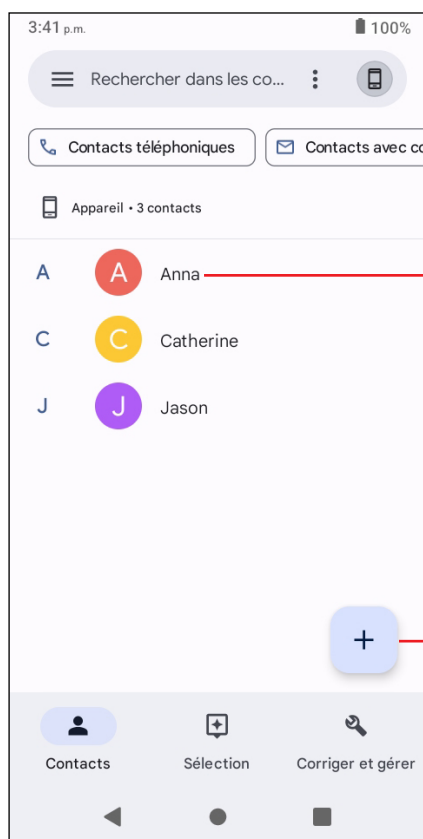 3:41 p.m. 100%
Rechercher dans les co...
Contacts téléphoniques Contacts avec co
Appareil • 3 contacts
A A Anna
C C Catherine
J J Jason
+
Contacts Sélection Corriger et gérer